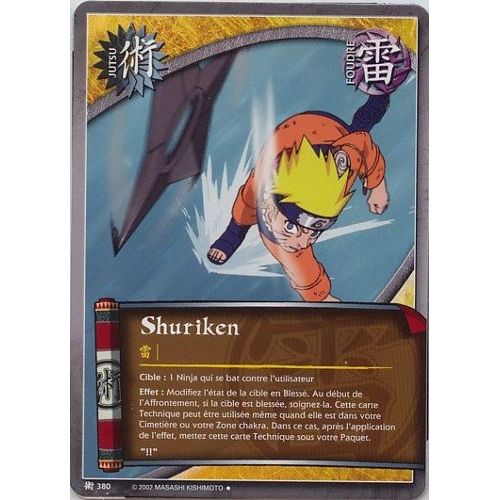 JUTSU 術
FOUDRE 雷
Shuriken
雷
Cible : 1 Ninja qui se bat contre l'utilisateur
Effet : Modifiez l'état de la cible en Blessé. Au début de
l'Affrontement, si la cible est blessée, soignez-la. Cette carte
Technique peut être utilisée même quand elle est dans votre
Cimetière ou votre Zone chakra. Dans ce cas, après l'application
de l'effet, mettez cette carte Technique sous votre Paquet.
"!!"
術
術 380
© 2002 MASASHI KISHIMOTO